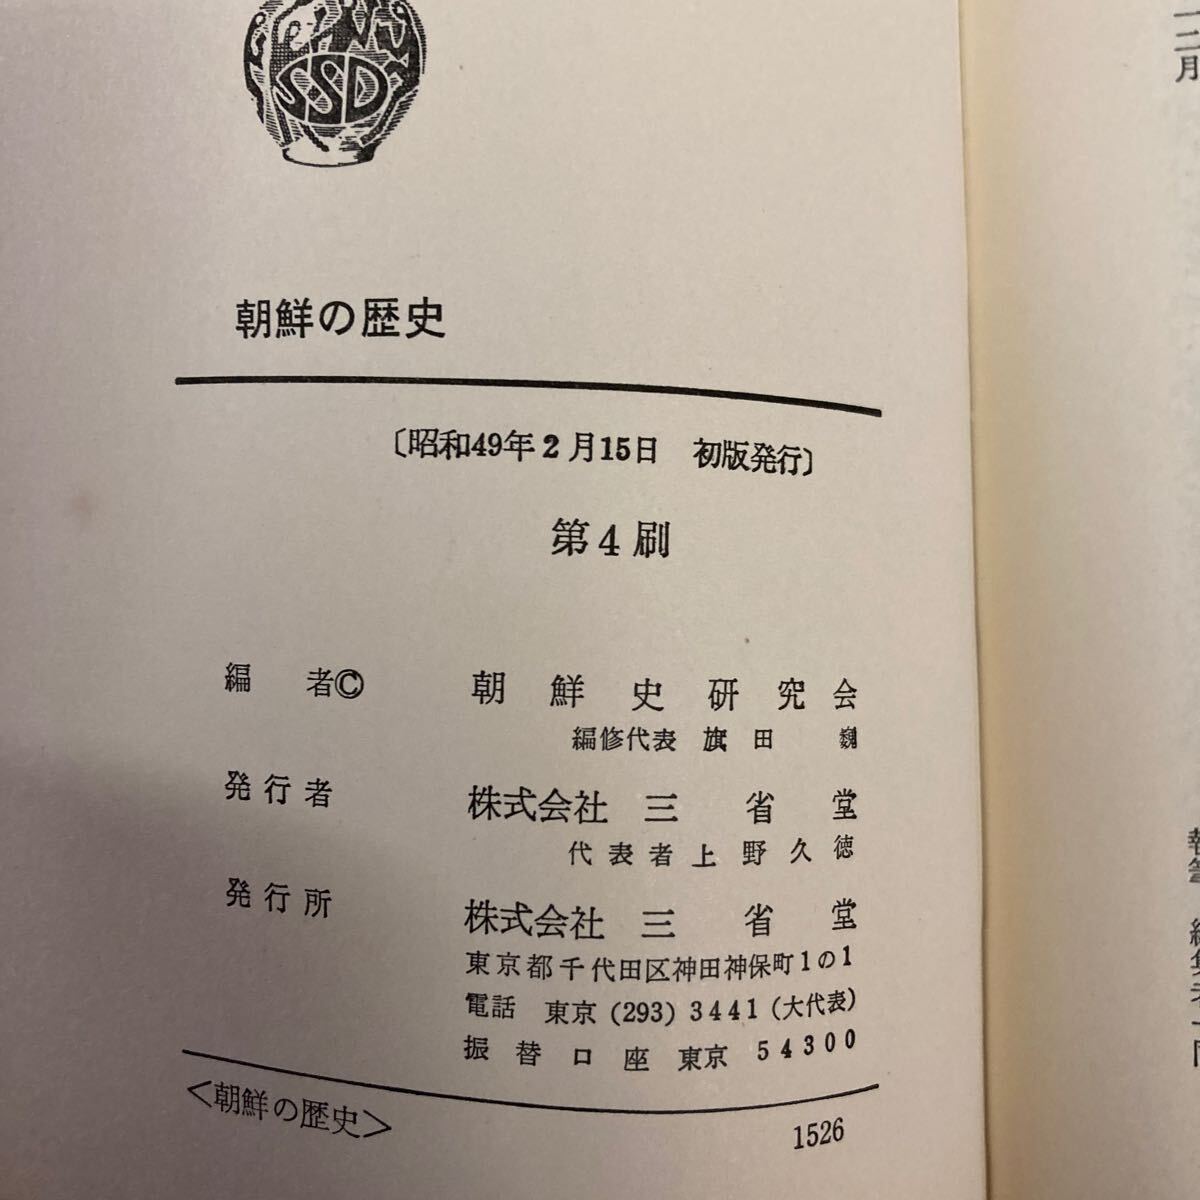 SSD
朝鮮の歴史
〔昭和49年2月15日 初版発行〕
第4刷
編者© 朝鮮史研究会
編修代表 旗田 巍
発行者 株式会社 三省堂
代表者 上野久徳
発行所 株式会社 三省堂
東京都千代田区神田神保町1の1
電話 東京 (293) 3441 (大代表)
振替口座 東京 54300
<朝鮮の歴史>
1526
二月